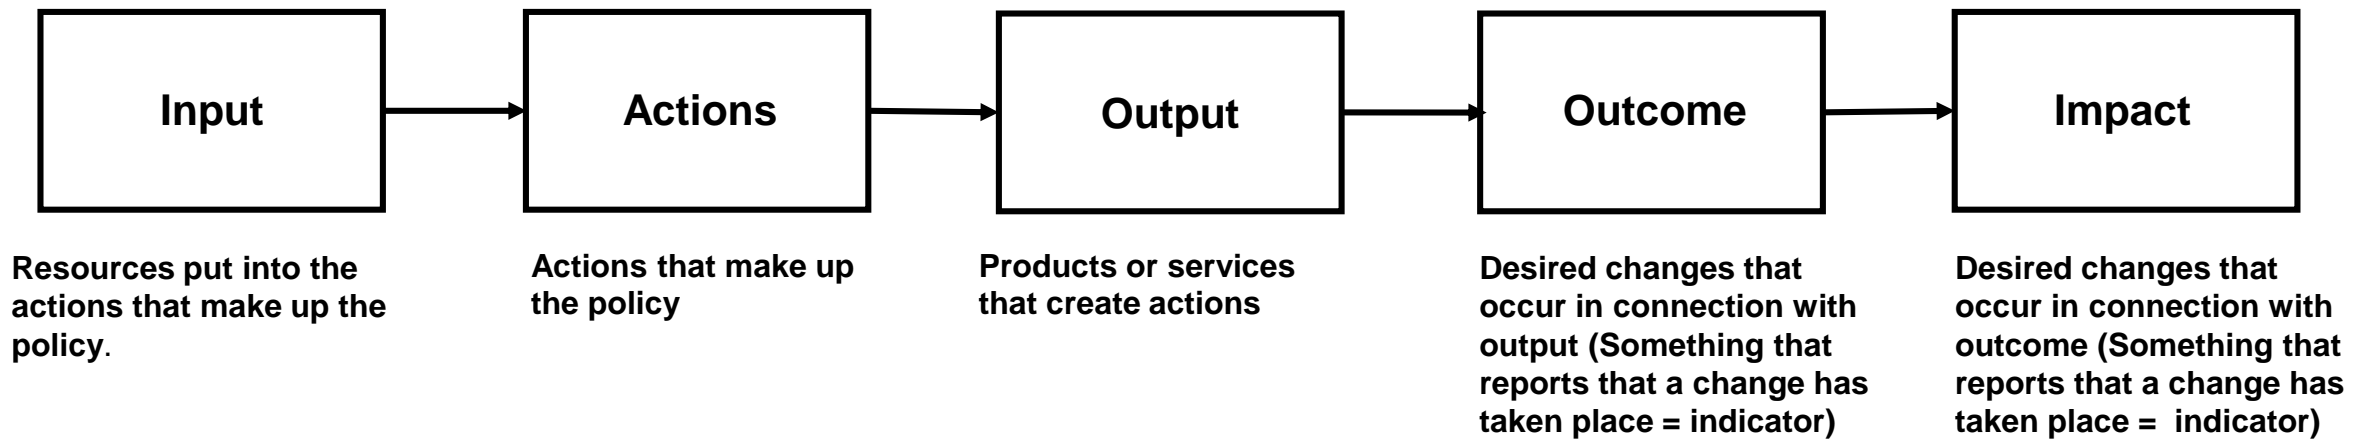 Input
Actions
Output
Outcome
Impact
Resources put into the
actions that make up the
policy.
Actions that make up
the policy
Products or services
that create actions
Desired changes that
occur in connection with
output (Something that
reports that a change has
taken place = indicator)
Desired changes that
occur in connection with
outcome (Something that
reports that a change has
taken place =  indicator)